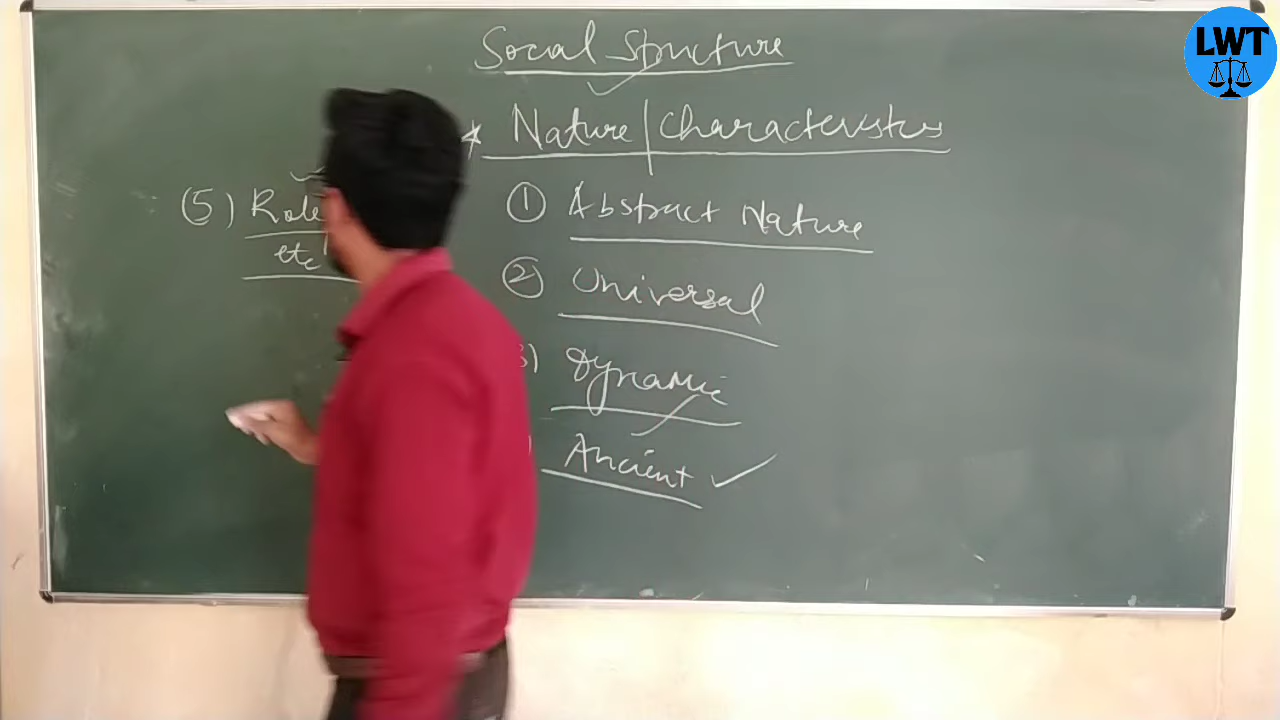 Social Structure
* Nature/Characteristics
① Abstract Nature
② Universal
3) Dynamic
Ancient ✓
(5) Role
etc
LWT